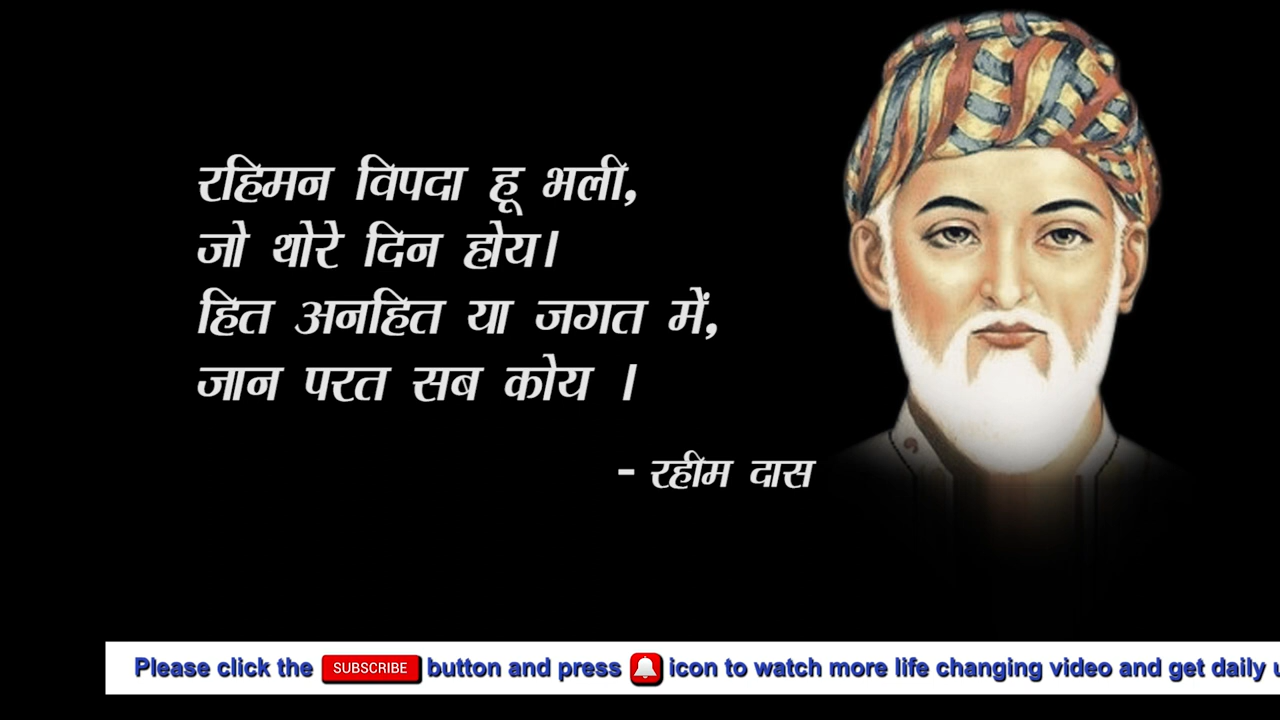 रहिमन विपदा हू भली,
जो थोरे दिन होय।
हित अनहित या जगत में,
जान परत सब कोय ।
- रहीम दास
Please click the SUBSCRIBE button and press icon to watch more life changing video and get daily